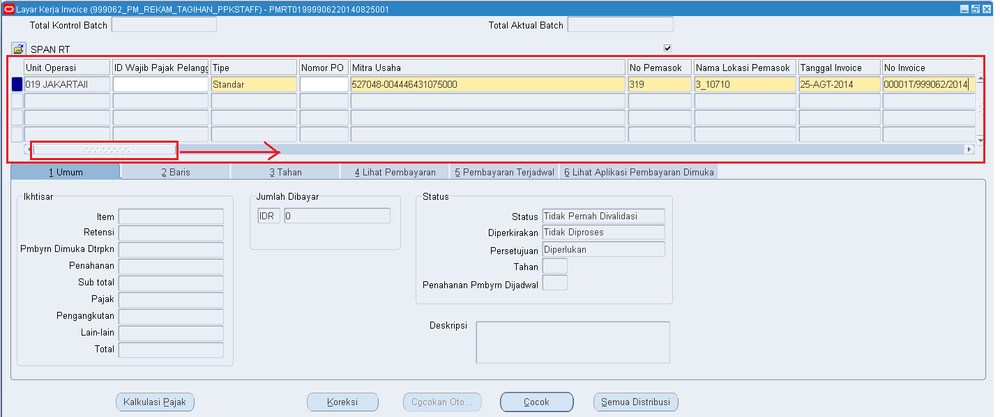 Layar Kerja Invoice (999062_PM_REKAM_TAGIHAN_PPKSTAFF) - PMRT01999906220140825001
Total Kontrol Batch Total Aktual Batch
SPAN RT
Unit Operasi ID Wajib Pajak Pelangg Tipe Nomor PO Mitra Usaha No Pemasok Nama Lokasi Pemasok Tanggal Invoice No Invoice
019 JAKARTAII Standar 527048-004446431075000 319 3_10710 25-AGT-2014 00001T/999062/2014
1 Umum 2 Baris 3 Tahan 4 Lihat Pembayaran 5 Pembayaran Terjadwal 6 Lihat Aplikasi Pembayaran Dimuka
Ikhtisar
Item
Retensi
Pmbyrn Dimuka Dtrpkn
Penahanan
Sub total
Pajak
Pengangkutan
Lain-lain
Total
Jumlah Dibayar
IDR 0
Status
Status Tidak Pernah Divalidasi
Diperkirakan Tidak Diproses
Persetujuan Diperlukan
Tahan
Penahanan Pmbyrn Dijadwal
Deskripsi
Kalkulasi Pajak Koreksi Cocokan Oto... Cocok Semua Distribusi